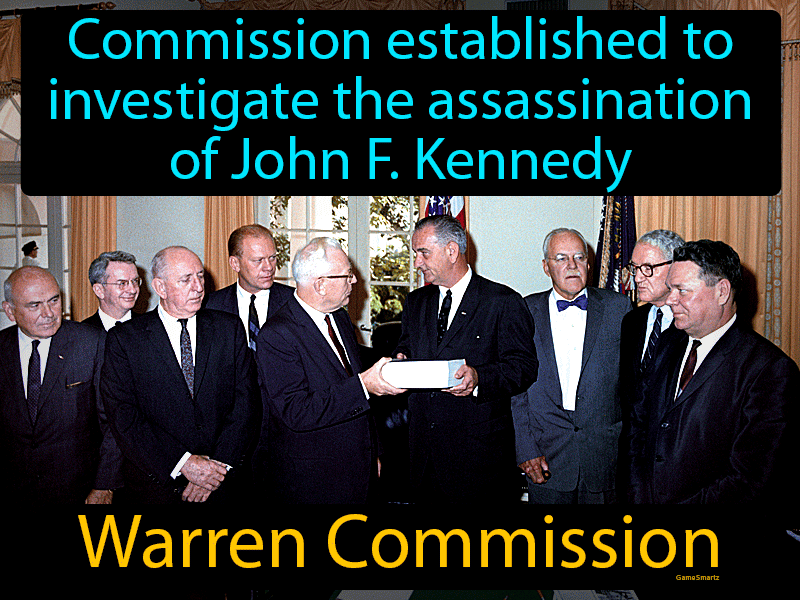 Commission established to
investigate the assassination
of John F. Kennedy
Warren Commission
GameSmartz